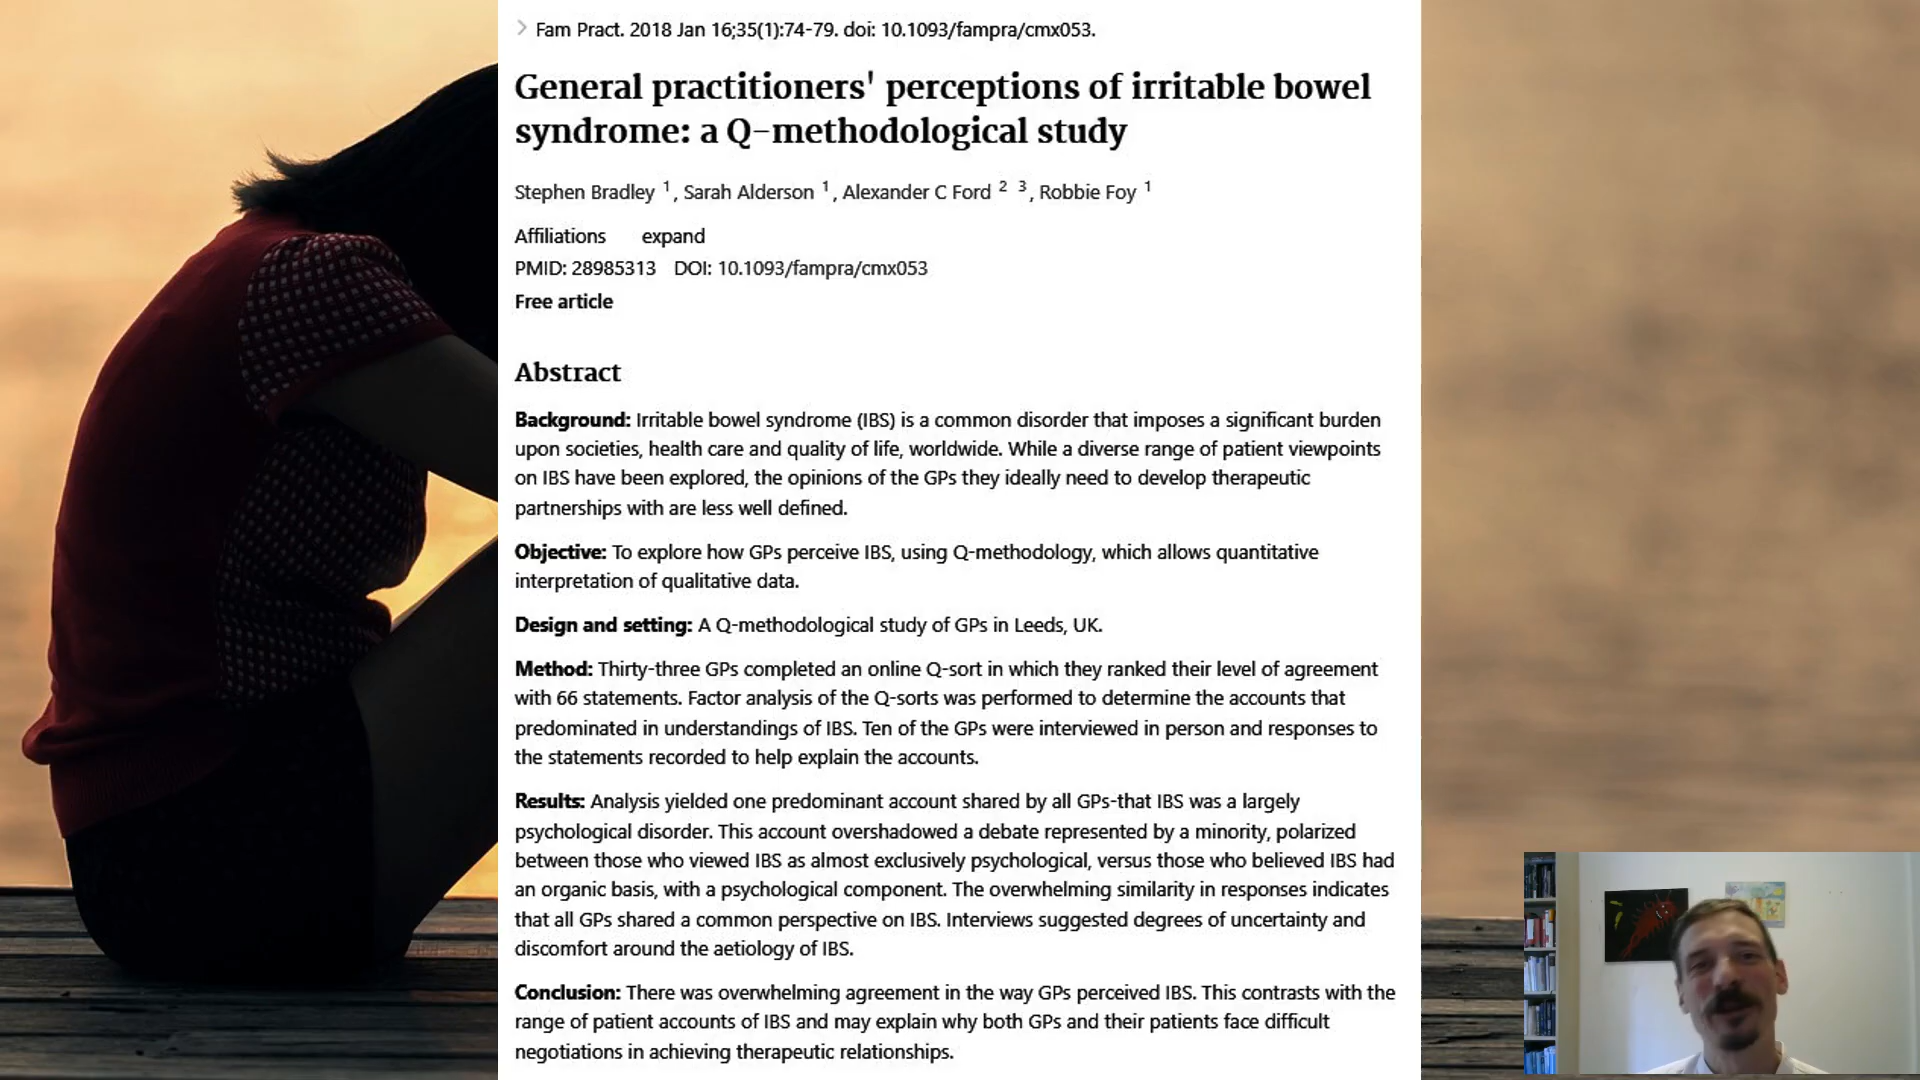 Fam Pract. 2018 Jan 16;35(1):74-79. doi: 10.1093/fampra/cmx053.
General practitioners' perceptions of irritable bowel
syndrome: a Q-methodological study
Stephen Bradley 1, Sarah Alderson 1, Alexander C Ford 2 3, Robbie Foy 1
Affiliations expand
PMID: 28985313 DOI: 10.1093/fampra/cmx053
Free article
Abstract
Background: Irritable bowel syndrome (IBS) is a common disorder that imposes a significant burden
upon societies, health care and quality of life, worldwide. While a diverse range of patient viewpoints
on IBS have been explored, the opinions of the GPs they ideally need to develop therapeutic
partnerships with are less well defined.
Objective: To explore how GPs perceive IBS, using Q-methodology, which allows quantitative
interpretation of qualitative data.
Design and setting: A Q-methodological study of GPs in Leeds, UK.
Method: Thirty-three GPs completed an online Q-sort in which they ranked their level of agreement
with 66 statements. Factor analysis of the Q-sorts was performed to determine the accounts that
predominated in understandings of IBS. Ten of the GPs were interviewed in person and responses to
the statements recorded to help explain the accounts.
Results: Analysis yielded one predominant account shared by all GPs-that IBS was a largely
psychological disorder. This account overshadowed a debate represented by a minority, polarized
between those who viewed IBS as almost exclusively psychological, versus those who believed IBS had
an organic basis, with a psychological component. The overwhelming similarity in responses indicates
that all GPs shared a common perspective on IBS. Interviews suggested degrees of uncertainty and
discomfort around the aetiology of IBS.
Conclusion: There was overwhelming agreement in the way GPs perceived IBS. This contrasts with the
range of patient accounts of IBS and may explain why both GPs and their patients face difficult
negotiations in achieving therapeutic relationships.